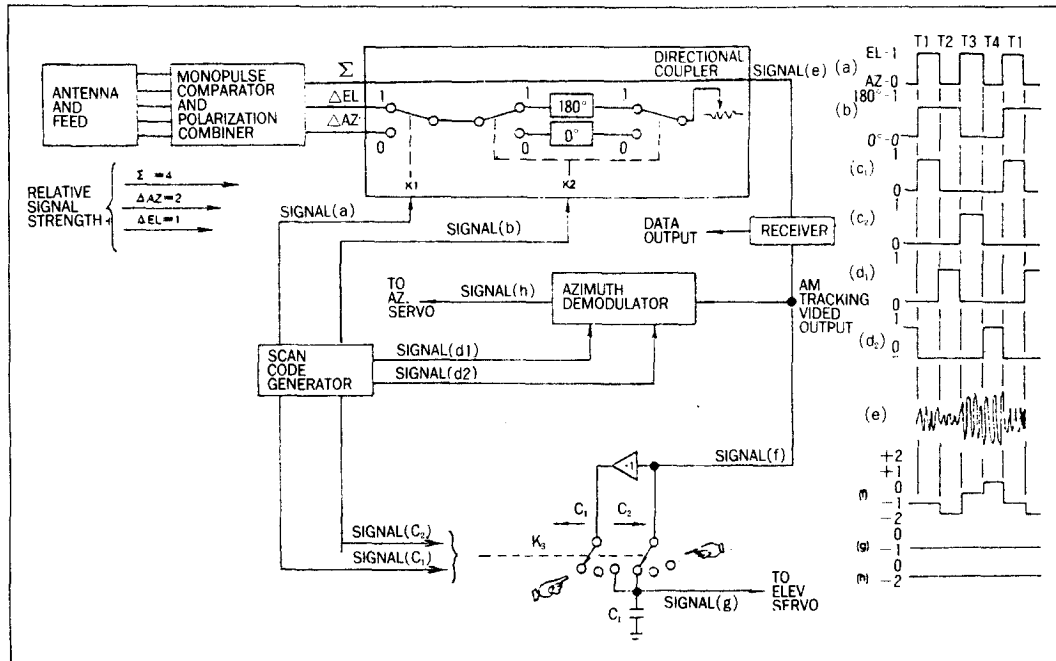 ANTENNA
AND
FEED
MONOPULSE
COMPARATOR
AND
POLARIZATION
COMBINER
Σ
ΔEL
ΔAZ
1
0
K1
1
0
180°
0°
1
0
K2
DIRECTIONAL
COUPLER
SIGNAL(e)
RELATIVE
SIGNAL
STRENGTH
Σ =4
ΔAZ=2
ΔEL=1
SIGNAL(a)
SIGNAL(b)
DATA
OUTPUT
RECEIVER
TO
AZ.
SERVO
SIGNAL(h)
AZIMUTH
DEMODULATOR
AM
TRACKING
VIDEO
OUTPUT
SCAN
CODE
GENERATOR
SIGNAL(d1)
SIGNAL(d2)
-1
SIGNAL(f)
C₁
C₂
SIGNAL(C₂)
SIGNAL(C₁)
K₃
C₁
SIGNAL(g)
TO
ELEV
SERVO
T1 T2 T3 T4 T1
EL-1
(a)
AZ-0
180°-1
(b)
0°-0
1
(c₁)
0
1
(c₂)
0
1
(d₁)
0
1
(d₂)
0
(e)
+2
+1
0
(f)
-1
-2
0
(g)
-1
0
(h)
-2